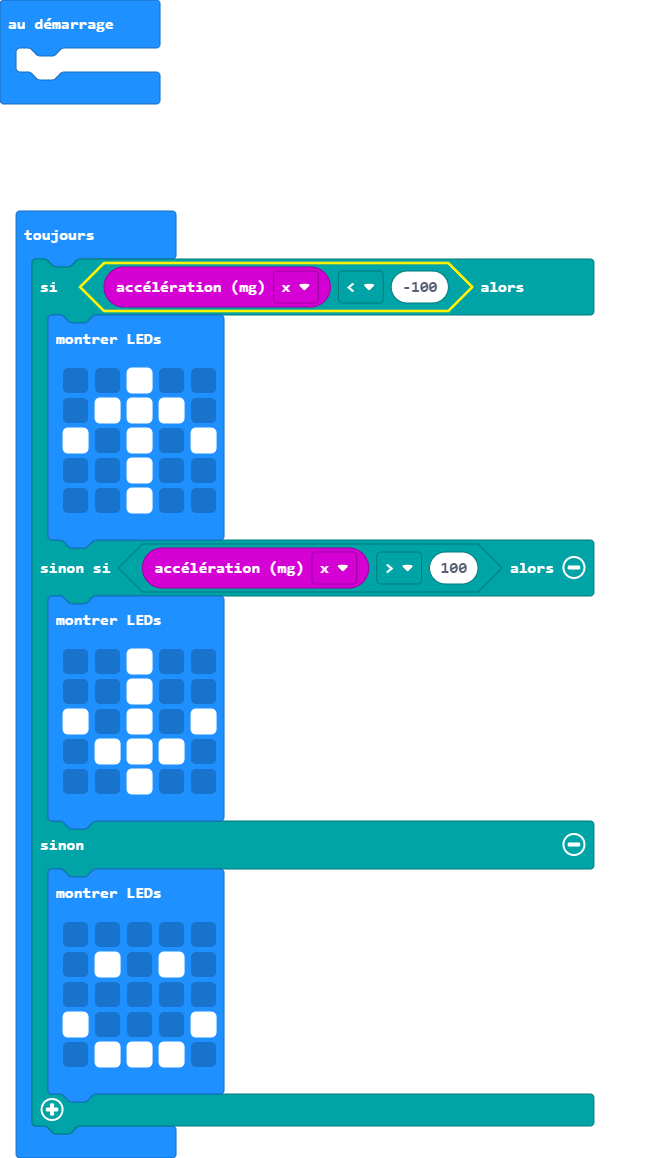 au démarrage
toujours
si accélération (mg) x < -100 alors
montrer LEDs
sinon si accélération (mg) x > 100 alors
montrer LEDs
sinon
montrer LEDs